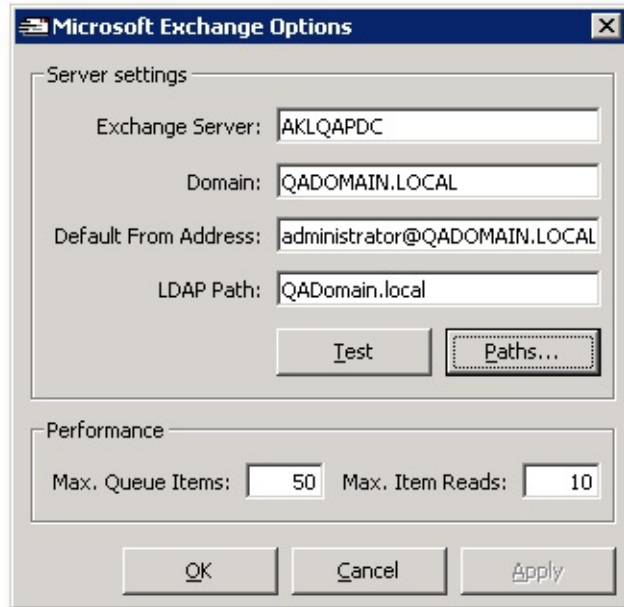 Microsoft Exchange Options
Server settings
Exchange Server: AKLQAPDC
Domain: QADOMAIN.LOCAL
Default From Address: administrator@QADOMAIN.LOCAL
LDAP Path: QADomain.local
Test Paths...
Performance
Max. Queue Items: 50 Max. Item Reads: 10
OK Cancel Apply